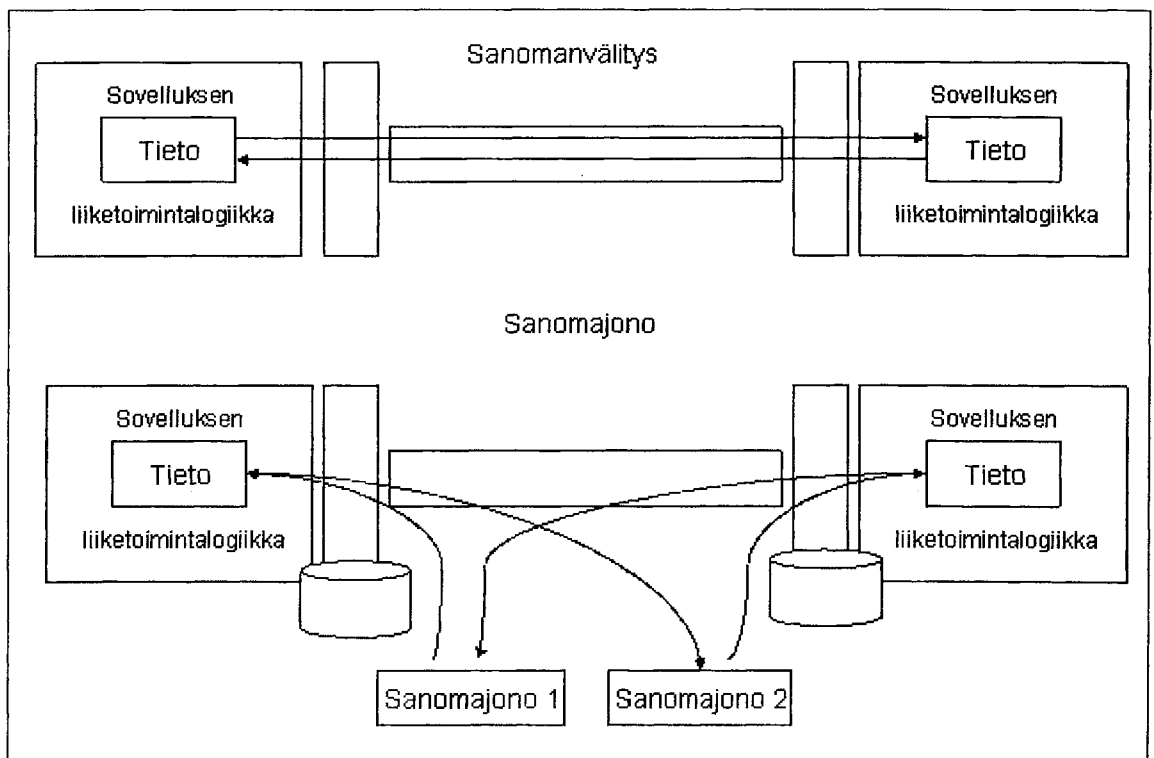 Sanomanvälitys
Sovelluksen
Tieto
liiketoimintalogiikka
Sovelluksen
Tieto
liiketoimintalogiikka
Sanomajono
Sovelluksen
Tieto
liiketoimintalogiikka
Sovelluksen
Tieto
liiketoimintalogiikka
Sanomajono 1
Sanomajono 2